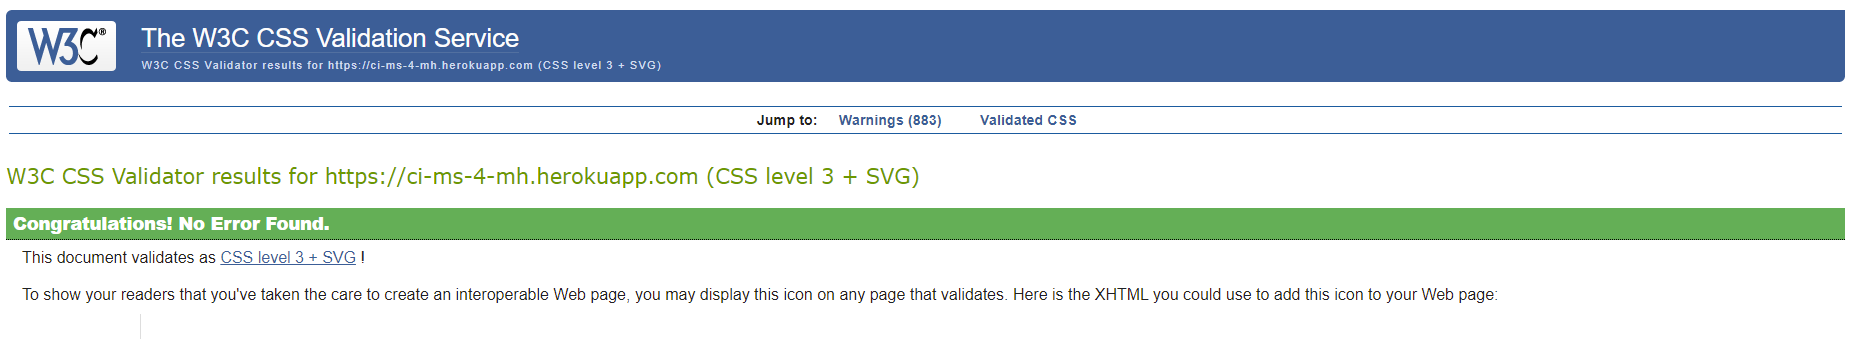 W3C®
The W3C CSS Validation Service
W3C CSS Validator results for https://ci-ms-4-mh.herokuapp.com (CSS level 3 + SVG)
Jump to: Warnings (883) Validated CSS
W3C CSS Validator results for https://ci-ms-4-mh.herokuapp.com (CSS level 3 + SVG)
Congratulations! No Error Found.
This document validates as CSS level 3 + SVG !
To show your readers that you've taken the care to create an interoperable Web page, you may display this icon on any page that validates. Here is the XHTML you could use to add this icon to your Web page: